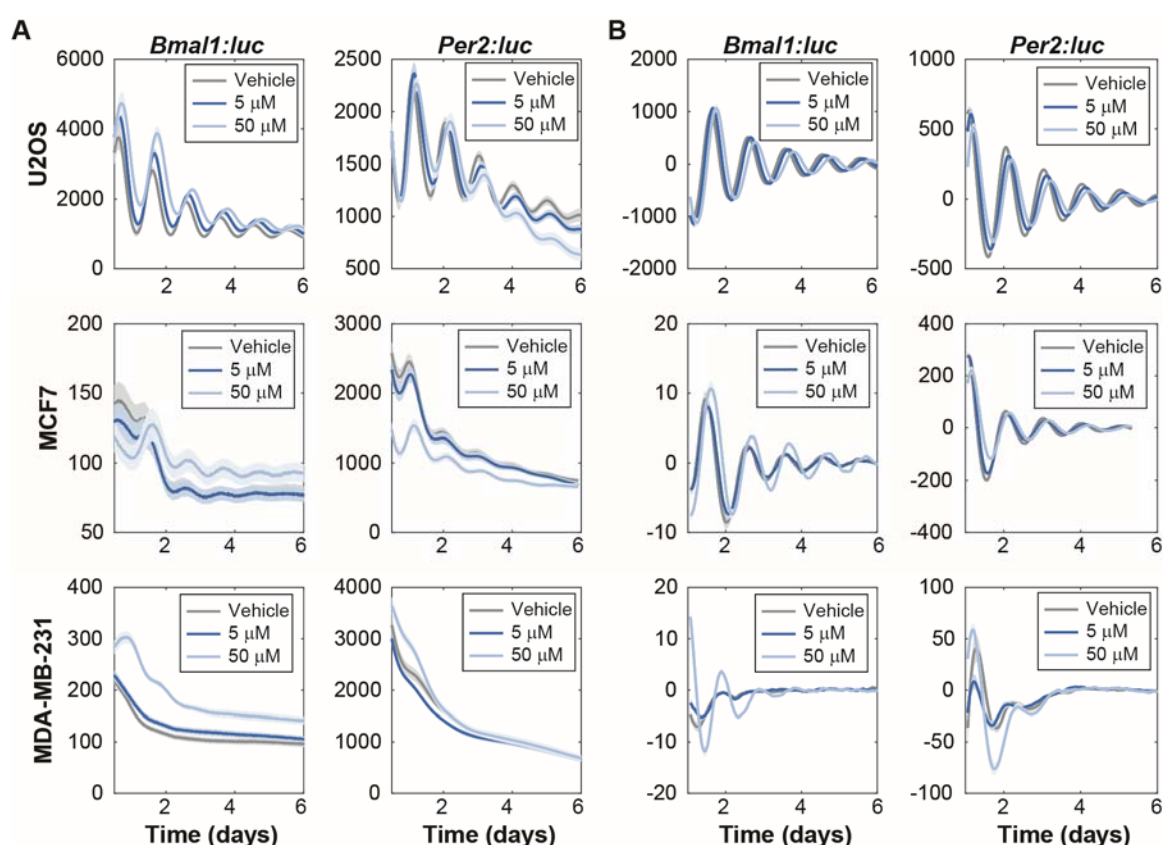 A
Bmal1:luc
Per2:luc
B
Bmal1:luc
Per2:luc
U2OS
6000
4000
2000
0
2 4 6
Vehicle
5 μM
50 μM
2500
2000
1500
1000
500
2 4 6
Vehicle
5 μM
50 μM
2000
1000
0
-1000
-2000
2 4 6
Vehicle
5 μM
50 μM
1000
500
0
-500
2 4 6
Vehicle
5 μM
50 μM
MCF7
200
150
100
50
2 4 6
Vehicle
5 μM
50 μM
3000
2000
1000
0
2 4 6
Vehicle
5 μM
50 μM
20
10
0
-10
2 4 6
Vehicle
5 μM
50 μM
400
200
0
-200
-400
2 4 6
Vehicle
5 μM
50 μM
MDA-MB-231
400
300
200
100
0
2 4 6
Vehicle
5 μM
50 μM
Time (days)
4000
3000
2000
1000
0
2 4 6
Vehicle
5 μM
50 μM
Time (days)
20
10
0
-10
-20
2 4 6
Vehicle
5 μM
50 μM
Time (days)
100
50
0
-50
-100
2 4 6
Vehicle
5 μM
50 μM
Time (days)